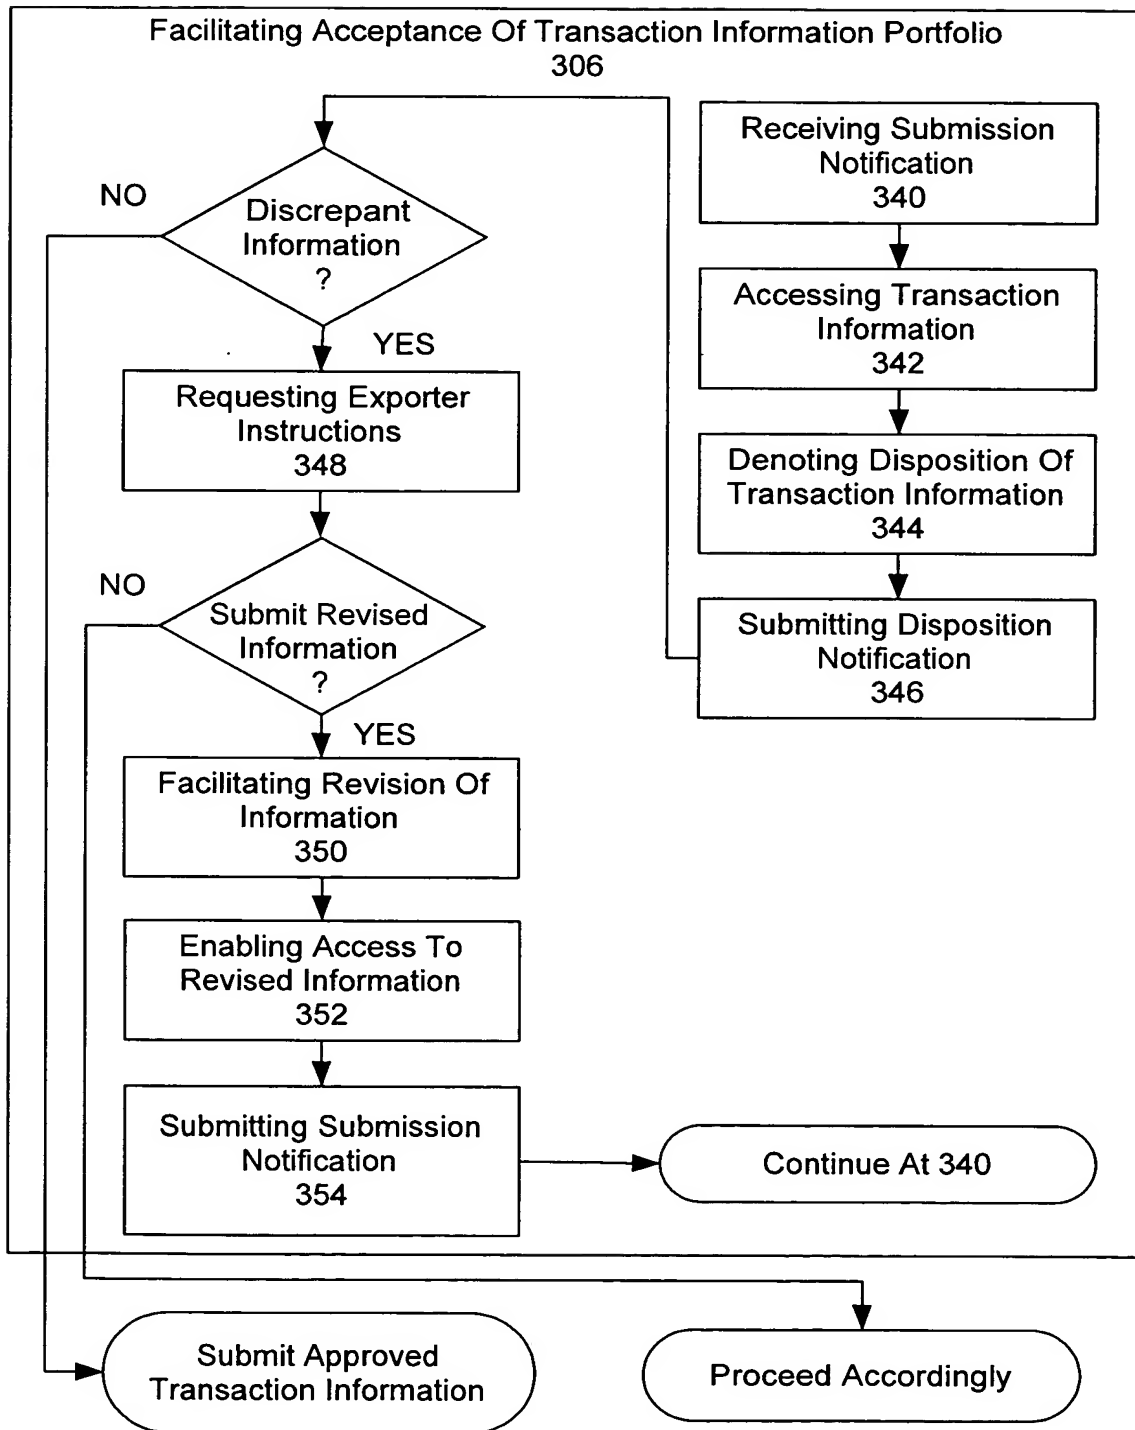 Facilitating Acceptance Of Transaction Information Portfolio
306
Receiving Submission
Notification
340
Accessing Transaction
Information
342
Denoting Disposition Of
Transaction Information
344
Submitting Disposition
Notification
346
NO
Discrepant
Information
?
YES
Requesting Exporter
Instructions
348
NO
Submit Revised
Information
?
YES
Facilitating Revision Of
Information
350
Enabling Access To
Revised Information
352
Submitting Submission
Notification
354
Continue At 340
Submit Approved
Transaction Information
Proceed Accordingly